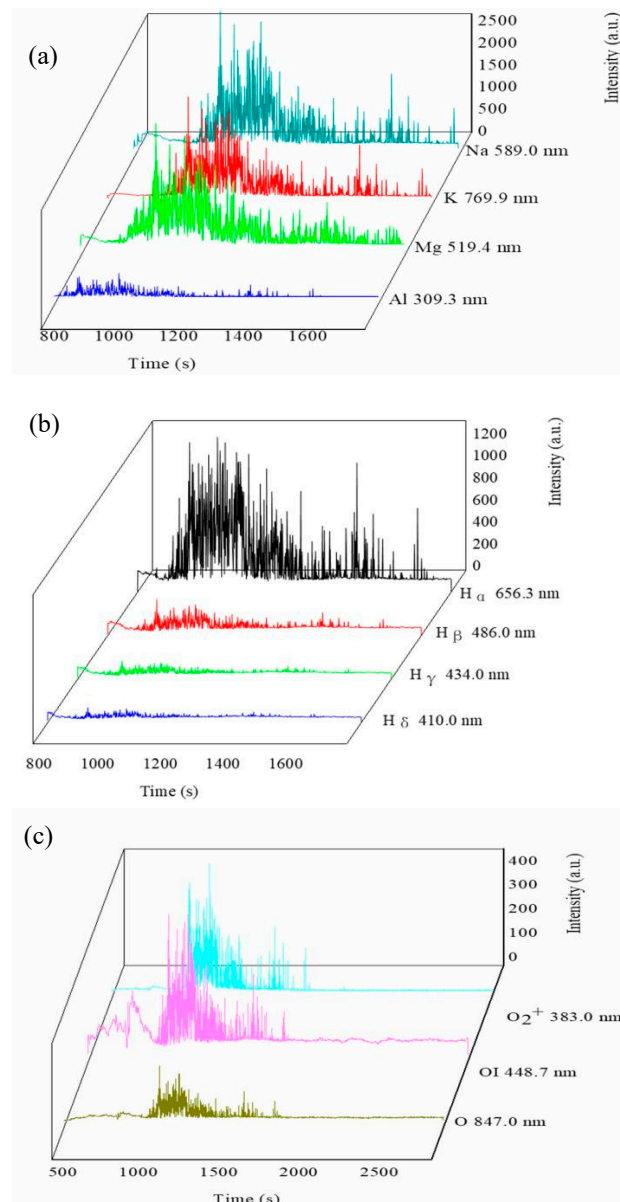 (a)
2500
2000
1500
1000
500
0
Intensity (a.u.)
Na 589.0 nm
K 769.9 nm
Mg 519.4 nm
Al 309.3 nm
800 1000 1200 1400 1600
Time (s)
(b)
1200
1000
800
600
400
200
0
Intensity (a.u.)
H α 656.3 nm
H β 486.0 nm
H γ 434.0 nm
H δ 410.0 nm
800 1000 1200 1400 1600
Time (s)
(c)
400
300
200
100
0
Intensity (a.u.)
O₂⁺ 383.0 nm
OI 448.7 nm
O 847.0 nm
500 1000 1500 2000 2500
Time (s)